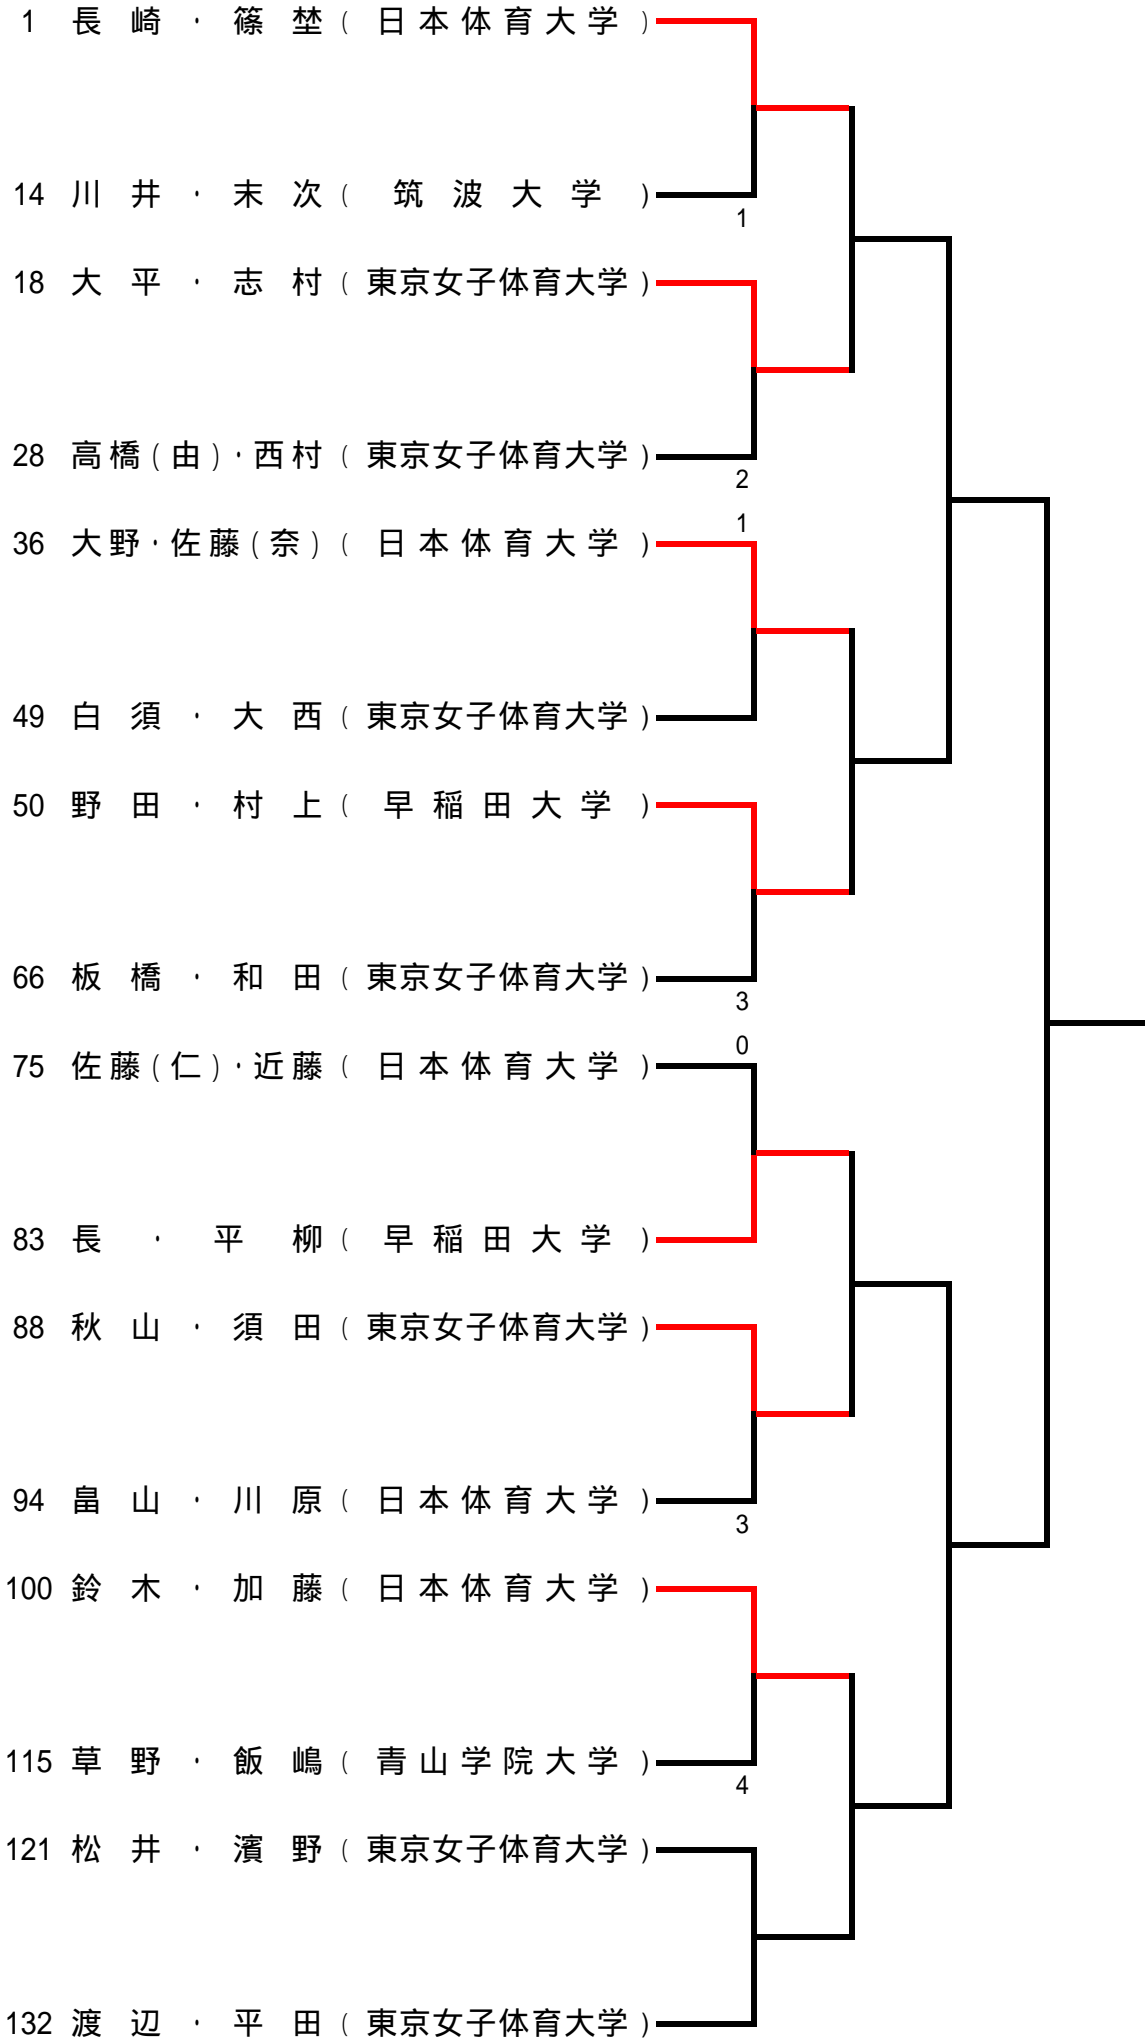 1 長崎・篠埜(日本体育大学)
14 川井・末次(筑波大学)
1
18 大平・志村(東京女子体育大学)
28 高橋(由)・西村(東京女子体育大学)
2
1
36 大野・佐藤(奈)(日本体育大学)
49 白須・大西(東京女子体育大学)
50 野田・村上(早稲田大学)
66 板橋・和田(東京女子体育大学)
3
0
75 佐藤(仁)・近藤(日本体育大学)
83 長・平柳(早稲田大学)
88 秋山・須田(東京女子体育大学)
94 畠山・川原(日本体育大学)
3
100 鈴木・加藤(日本体育大学)
115 草野・飯嶋(青山学院大学)
4
121 松井・濱野(東京女子体育大学)
132 渡辺・平田(東京女子体育大学)